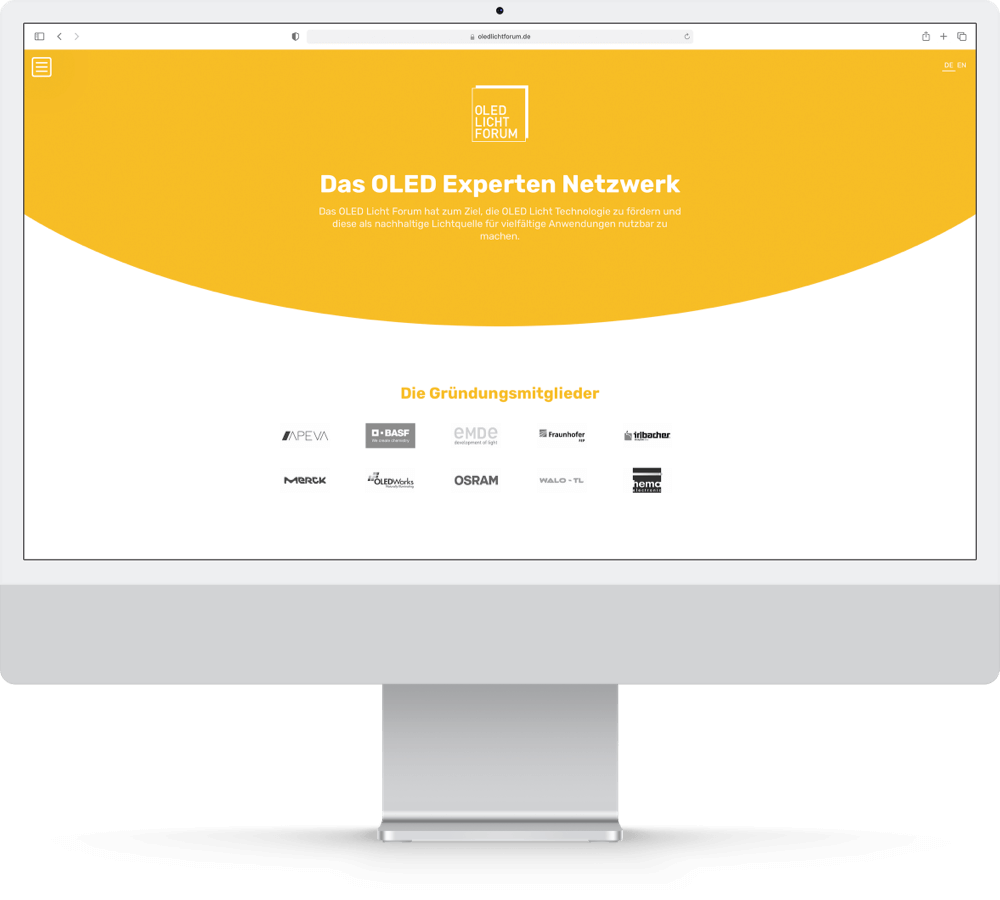 oledlichtforum.de
DE EN
OLED
LICHT
FORUM
Das OLED Experten Netzwerk
Das OLED Licht Forum hat zum Ziel, die OLED Licht Technologie zu fördern und
diese als nachhaltige Lichtquelle für vielfältige Anwendungen nutzbar zu
machen.
Die Gründungsmitglieder
APEVA
BASF
We create chemistry
eMDe
development of light
Fraunhofer
FEP
irlbacher
MERCK
OLEDWorks
OSRAM
WALO - TL
hema
electronic